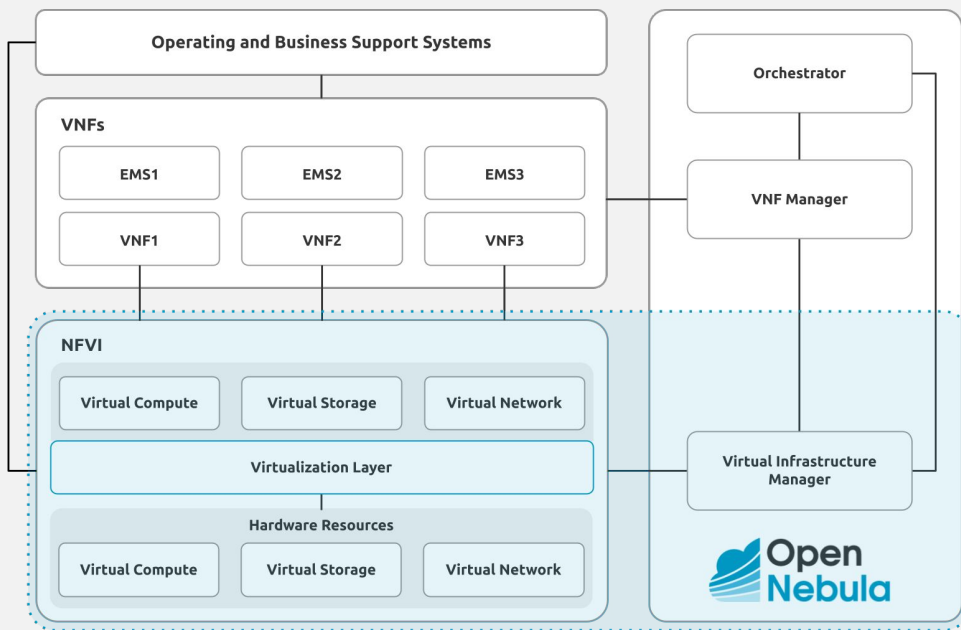 Operating and Business Support Systems
VNFs
EMS1
EMS2
EMS3
VNF1
VNF2
VNF3
NFVI
Virtual Compute
Virtual Storage
Virtual Network
Virtualization Layer
Hardware Resources
Virtual Compute
Virtual Storage
Virtual Network
Orchestrator
VNF Manager
Virtual Infrastructure
Manager
Open
Nebula